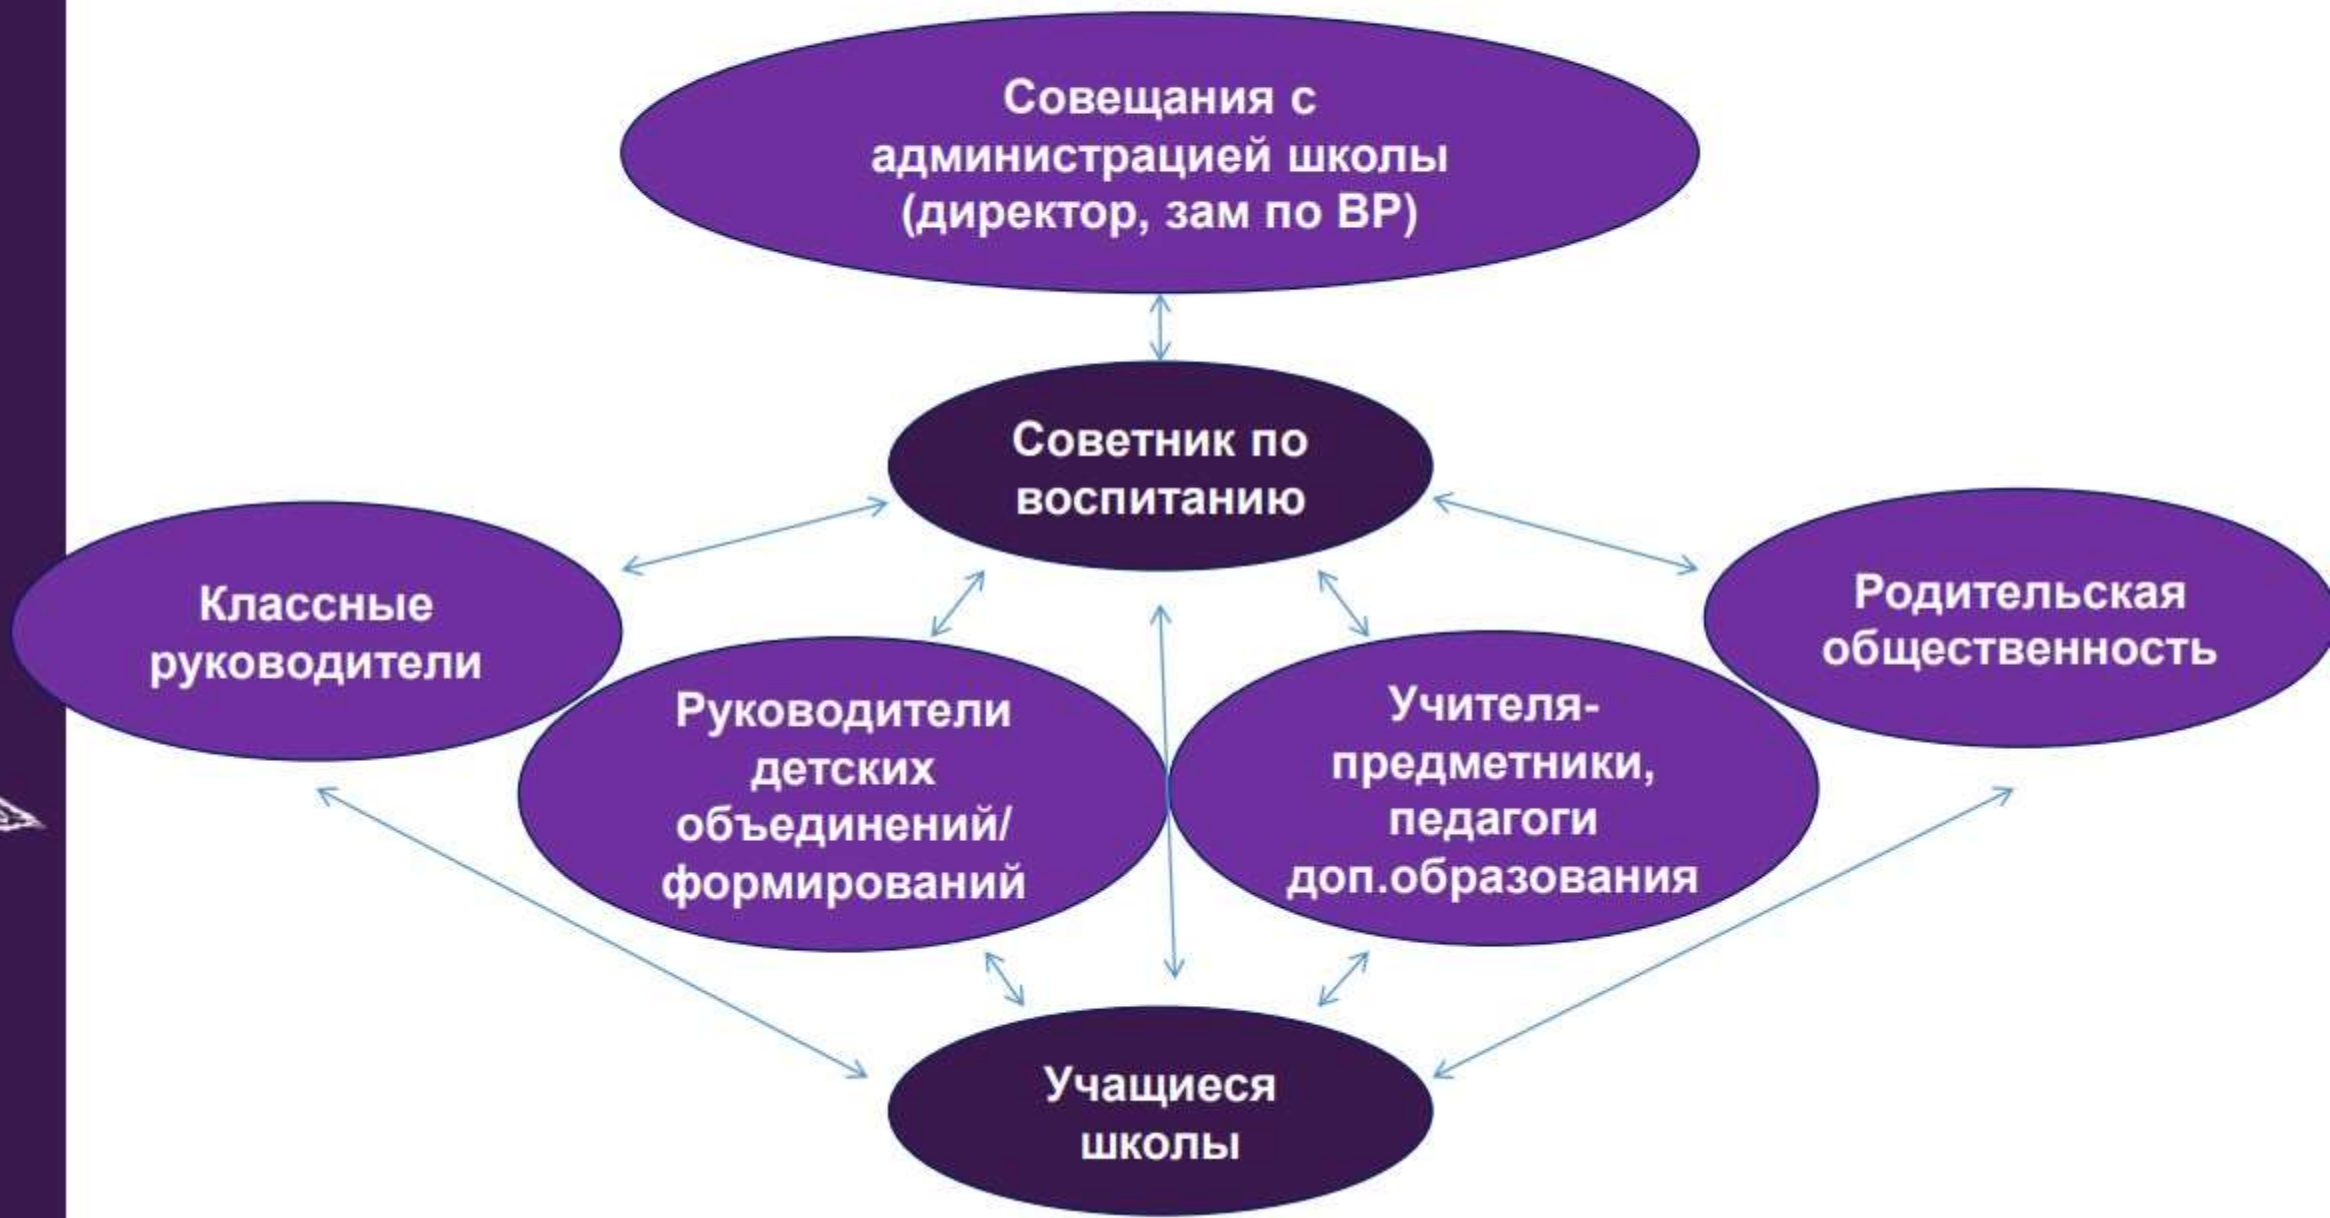 Совещания с
администрацией школы
(директор, зам по ВР)
Советник по
воспитанию
Классные
руководители
Руководители
детских
объединений/
формирований
Учителя-
предметники,
педагоги
доп.образования
Родительская
общественность
Учащиеся
школы